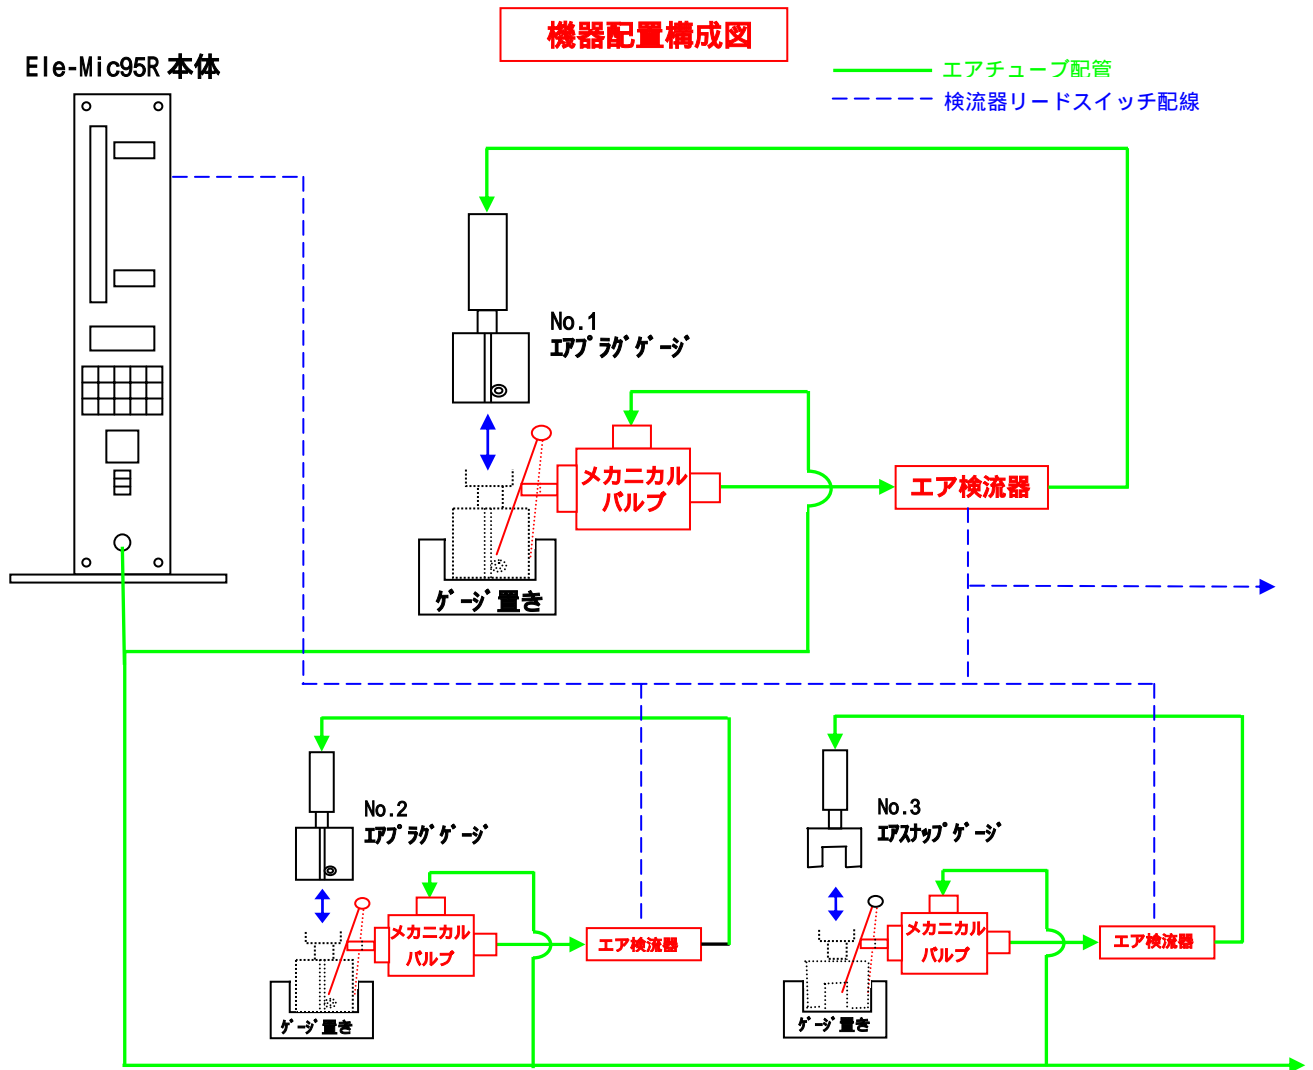 機器配置構成図
Ele-Mic95R 本体
エアチューブ配管
検流器リードスイッチ配線
No.1
ｴｱﾌﾟﾗｸﾞｹﾞｰｼﾞ
メカニカル
バルブ
エア検流器
ｹﾞｰｼﾞ置き
No.2
ｴｱﾌﾟﾗｸﾞｹﾞｰｼﾞ
メカニカル
バルブ
エア検流器
ｹﾞｰｼﾞ置き
No.3
ｴｱｽﾅｯﾌﾟｹﾞｰｼﾞ
メカニカル
バルブ
エア検流器
ｹﾞｰｼﾞ置き